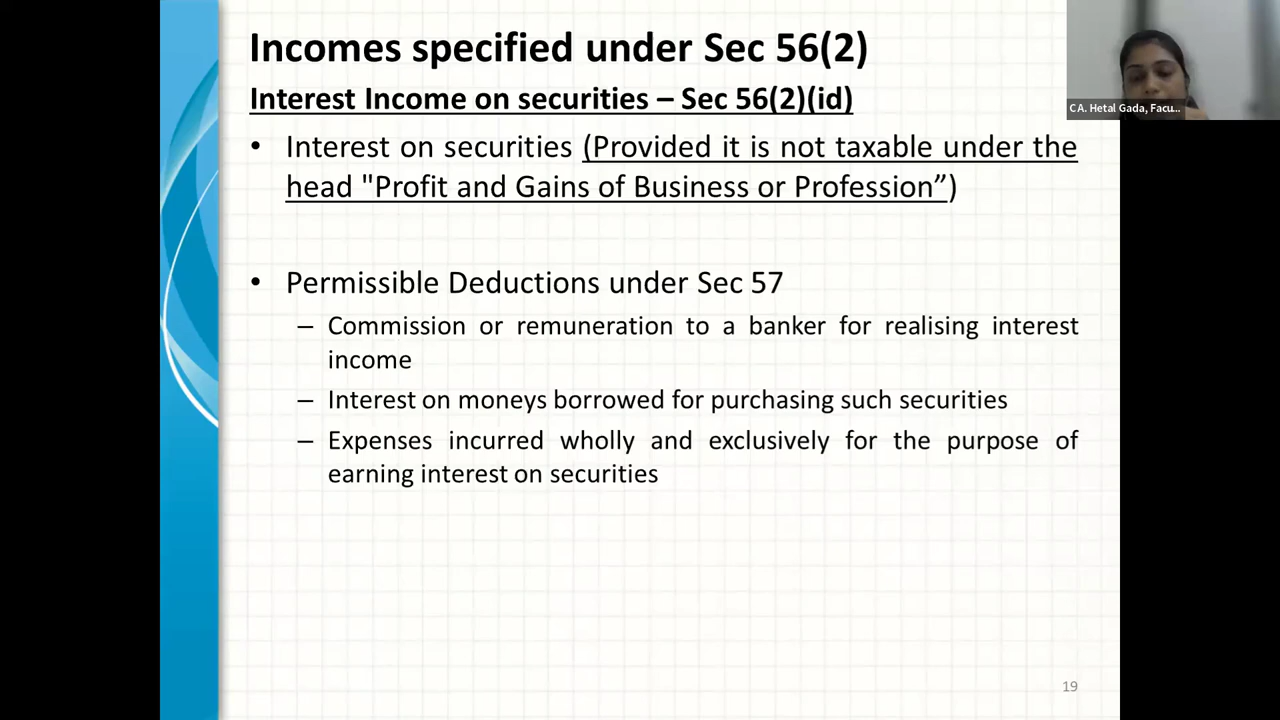 Incomes specified under Sec 56(2)
Interest Income on securities – Sec 56(2)(id)
• Interest on securities (Provided it is not taxable under the
head "Profit and Gains of Business or Profession”)
• Permissible Deductions under Sec 57
– Commission or remuneration to a banker for realising interest
income
– Interest on moneys borrowed for purchasing such securities
– Expenses incurred wholly and exclusively for the purpose of
earning interest on securities
19
CA. Hetal Gada, Facu...